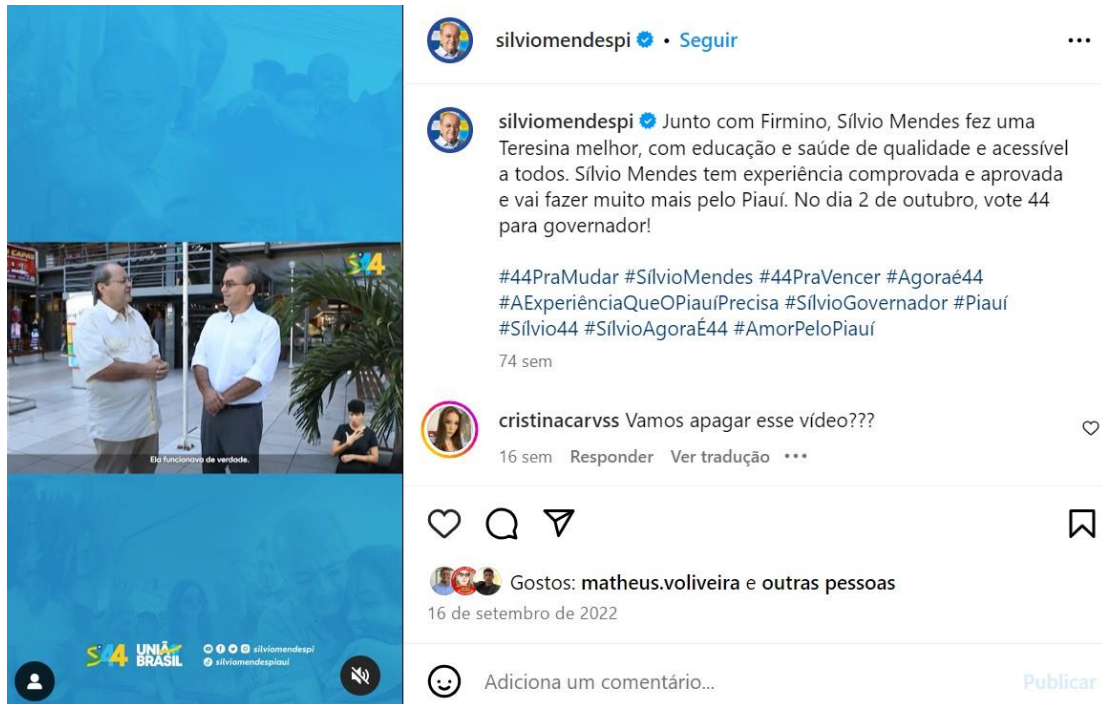 silviomendespi • Seguir
silviomendespi Junto com Firmino, Sílvio Mendes fez uma
Teresina melhor, com educação e saúde de qualidade e acessível
a todos. Sílvio Mendes tem experiência comprovada e aprovada
e vai fazer muito mais pelo Piauí. No dia 2 de outubro, vote 44
para governador!
#44PraMudar #SílvioMendes #44PraVencer #Agoraé44
#AExperiênciaQueOPiauíPrecisa #SílvioGovernador #Piauí
#Sílvio44 #SílvioAgoraÉ44 #AmorPeloPiauí
74 sem
cristinacarvss Vamos apagar esse vídeo???
16 sem Responder Ver tradução
Gostos: matheus.voliveira e outras pessoas
16 de setembro de 2022
Adiciona um comentário...
Publicar
CAPAS
S44
Ela funcionava de verdade.
S44
UNIÃO
BRASIL
silviomendespi
silviomendespiaui